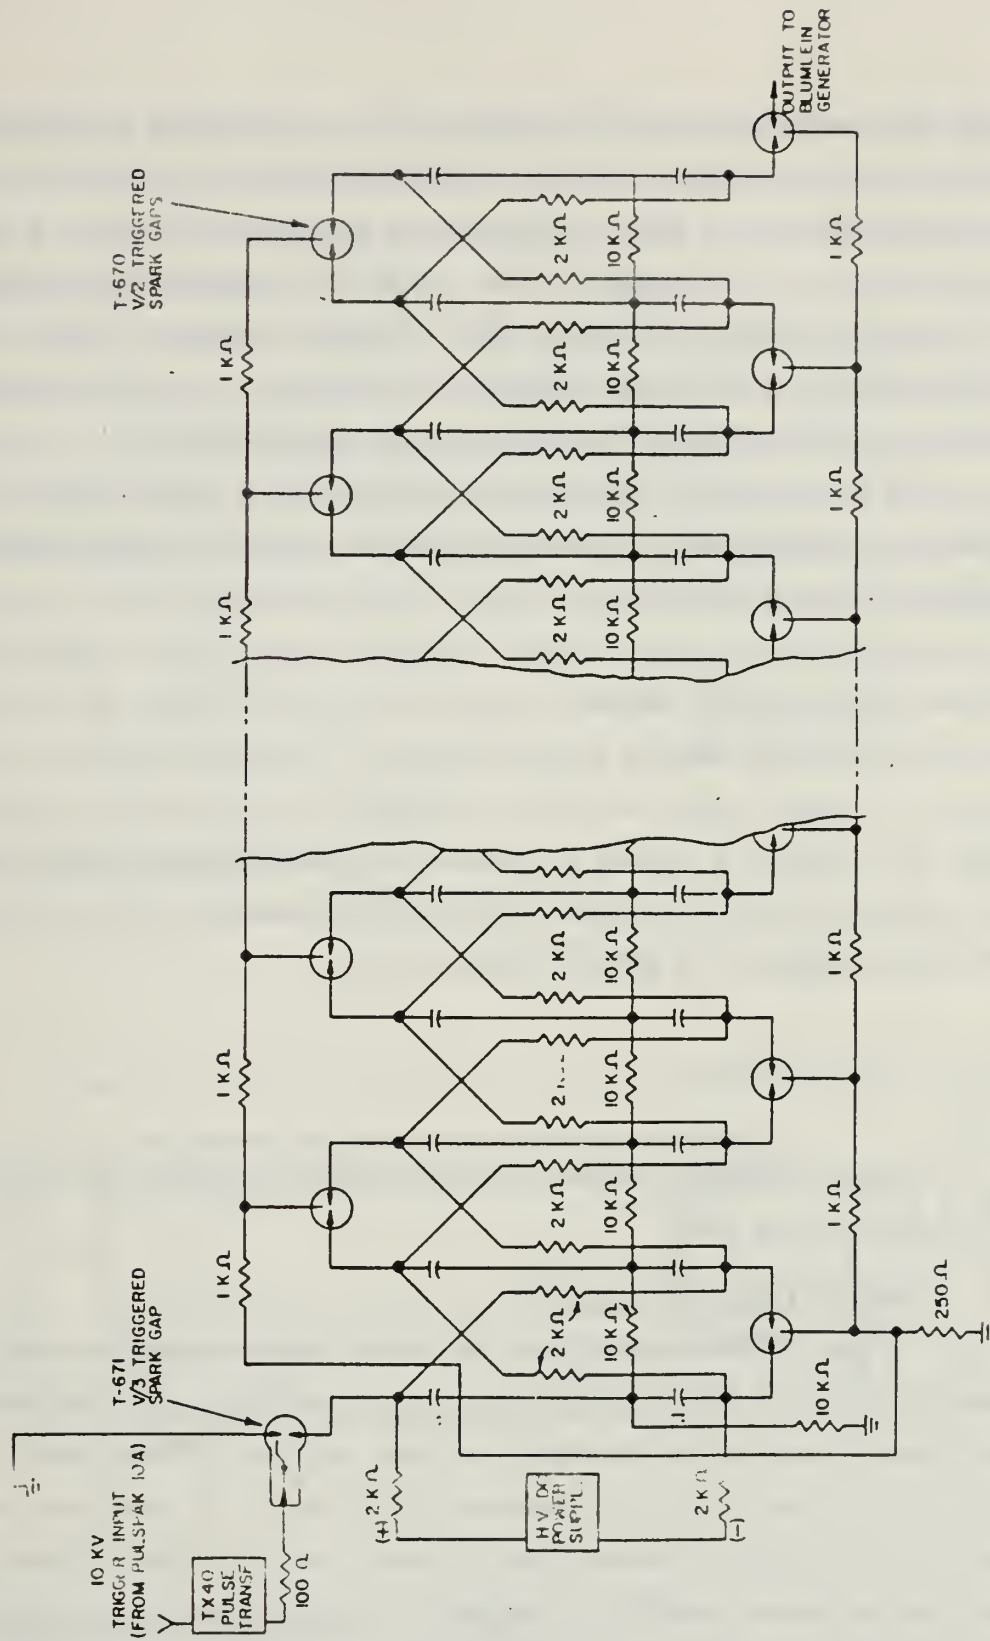 10 KV
TRIGGER INPUT
(FROM PULSPAK 10A)
TX40
PULSE
TRANSF
100 Ω
T-671
V/3 TRIGGERED
SPARK GAP
T-670
V/2 TRIGGERED
SPARK GAPS
1 KΩ
1 KΩ
1 KΩ
1 KΩ
(+)
2 KΩ
HV DC
POWER
SUPPL
2 KΩ
(-)
2 KΩ
2 KΩ
2
2 KΩ
2 KΩ
2 KΩ
2 KΩ
2 KΩ
10 KΩ
10 KΩ
10 KΩ
10 KΩ
10 KΩ
10 KΩ
10 KΩ
10 KΩ
.1
10 KΩ
250 Ω
1 KΩ
1 KΩ
1 KΩ
1 KΩ
OUTPUT TO
BLUMLEIN
GENERATOR